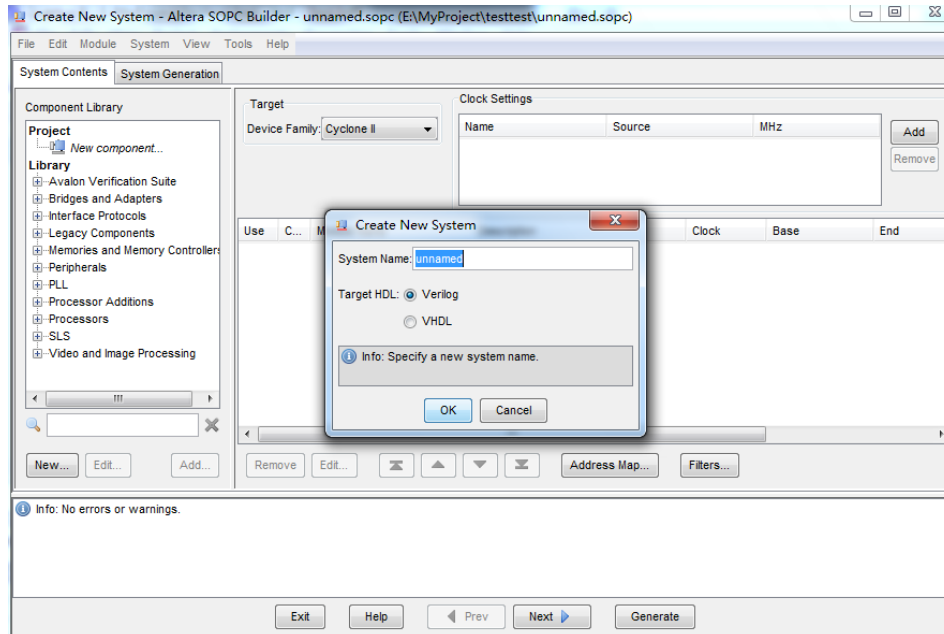 Create New System - Altera SOPC Builder - unnamed.sopc (E:\MyProject\testtest\unnamed.sopc)
File Edit Module System View Tools Help
System Contents System Generation
Component Library
Project
New component...
Library
Avalon Verification Suite
Bridges and Adapters
Interface Protocols
Legacy Components
Memories and Memory Controller
Peripherals
PLL
Processor Additions
Processors
SLS
Video and Image Processing
New... Edit... Add...
Target
Device Family: Cyclone II
Clock Settings
Name Source MHz
Add
Remove
Use C... Clock Base End
Create New System
System Name: unnamed
Target HDL: Verilog
VHDL
Info: Specify a new system name.
OK Cancel
Remove Edit... Address Map... Filters...
Info: No errors or warnings.
Exit Help Prev Next Generate